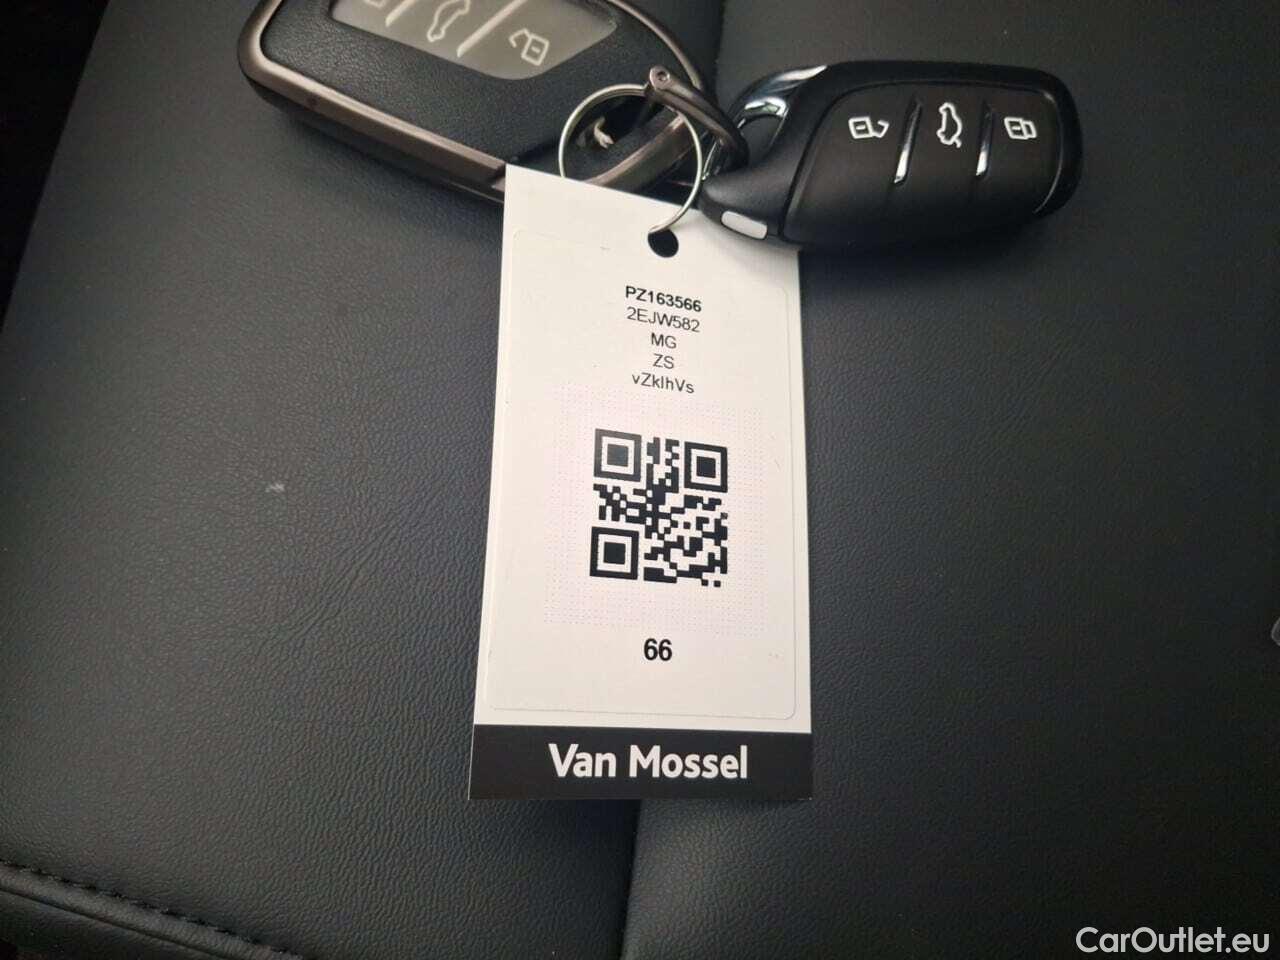 PZ163566
2EJW582
MG
ZS
vZklhVs
66
Van Mossel
CarOutlet.eu